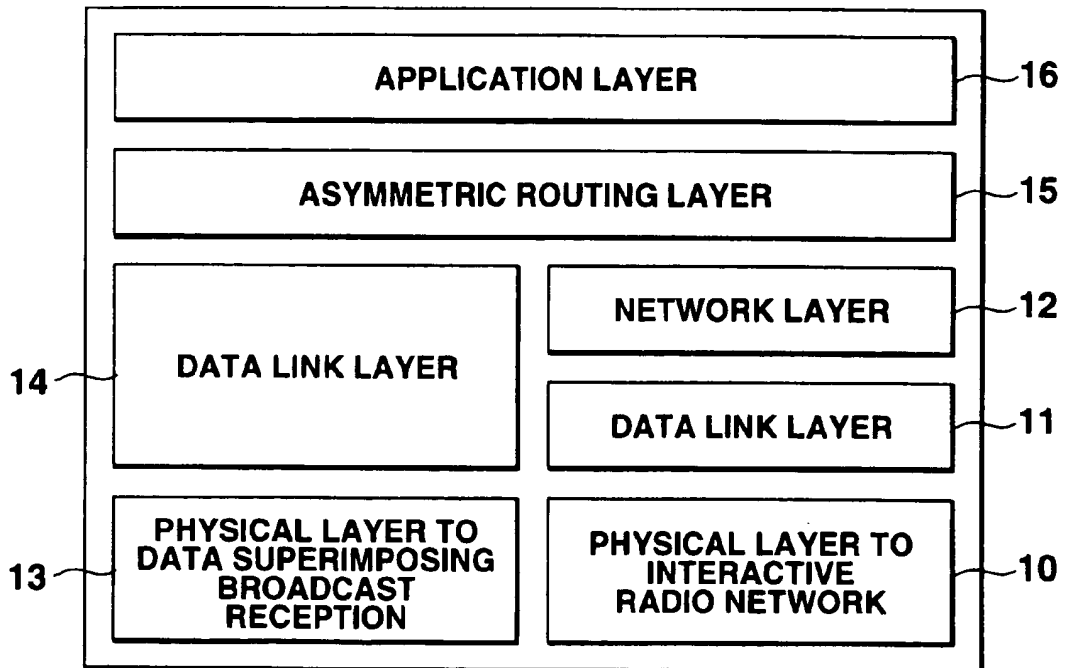 APPLICATION LAYER
16
ASYMMETRIC ROUTING LAYER
15
DATA LINK LAYER
14
NETWORK LAYER
12
DATA LINK LAYER
11
PHYSICAL LAYER TO
DATA SUPERIMPOSING
BROADCAST
RECEPTION
13
PHYSICAL LAYER TO
INTERACTIVE
RADIO NETWORK
10